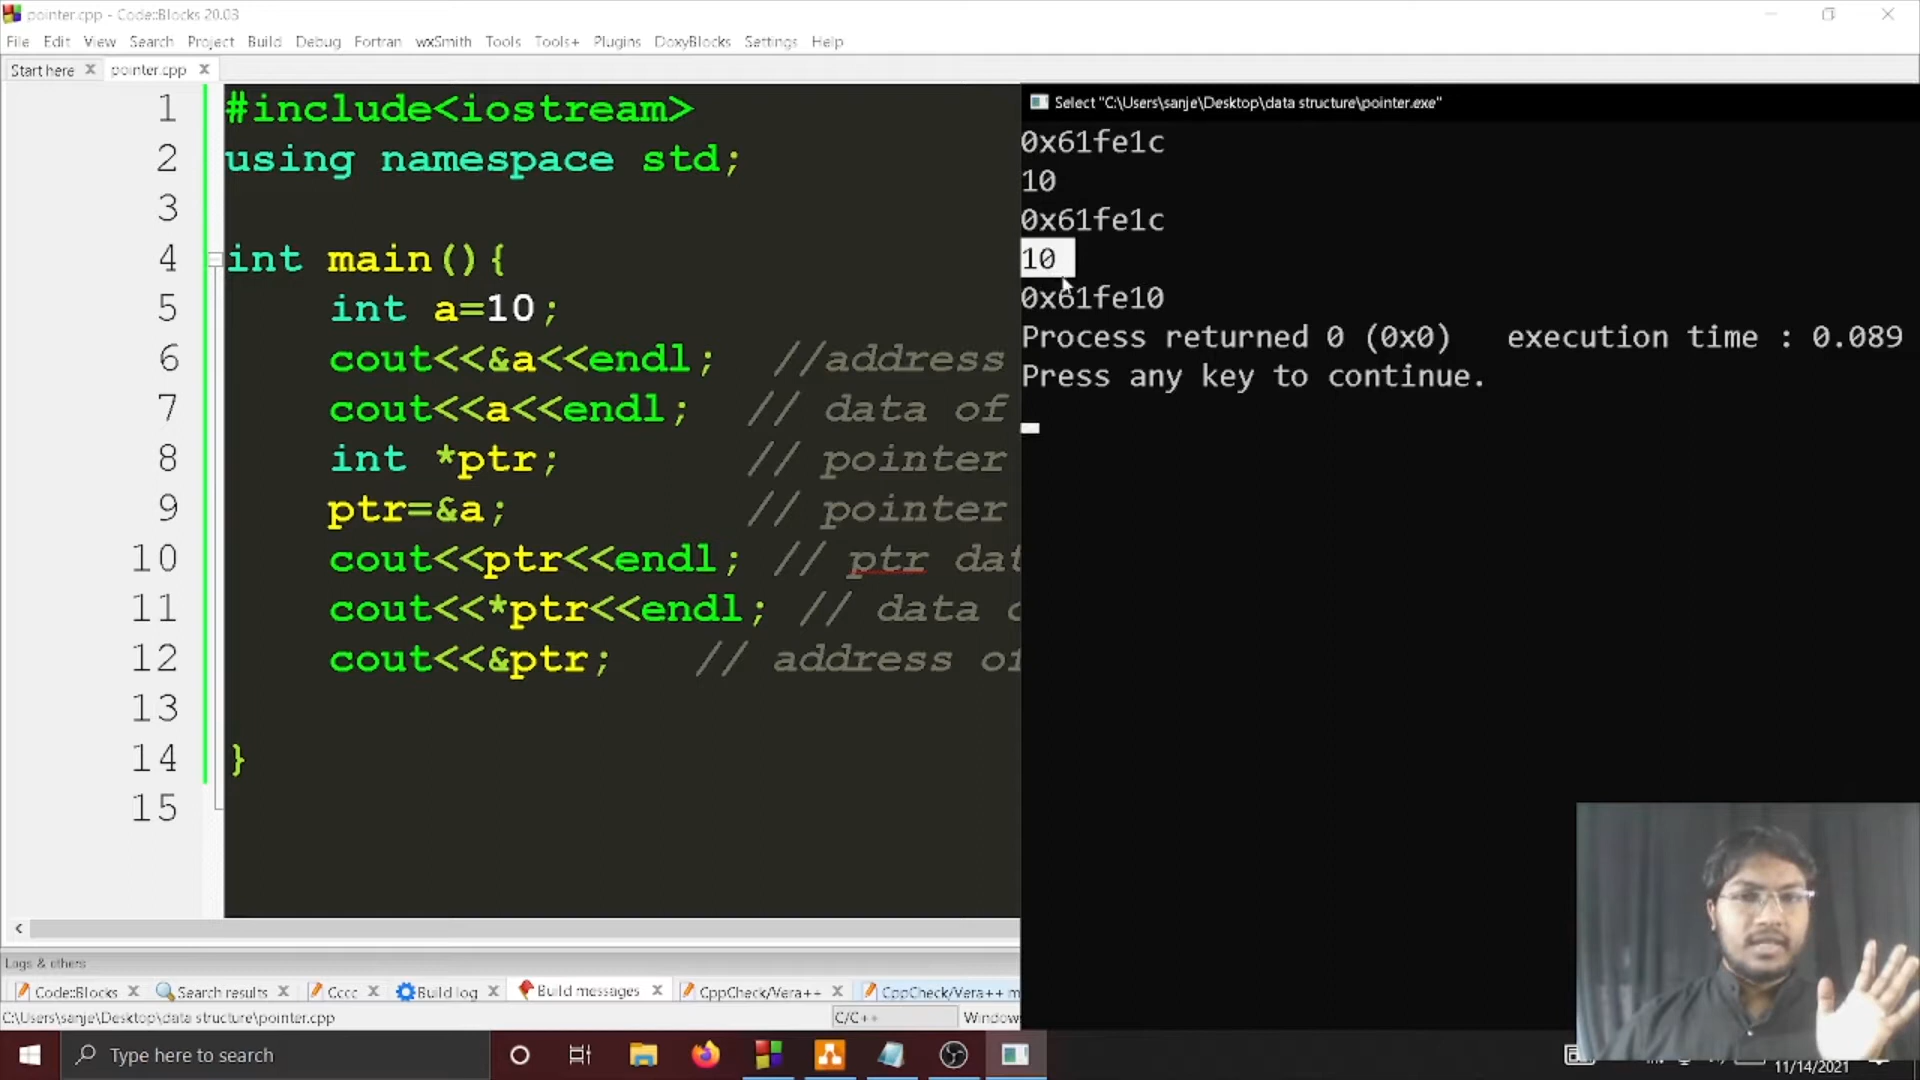 pointer.cpp - Code::Blocks 20.03
File Edit View Search Project Build Debug Fortran wxSmith Tools Tools+ Plugins DoxyBlocks Settings Help
Start here pointer.cpp
1 #include<iostream>
2 using namespace std;
3
4 int main(){
5 int a=10;
6 cout<<&a<<endl; //address
7 cout<<a<<endl; // data of
8 int *ptr; // pointer
9 ptr=&a; // pointer
10 cout<<ptr<<endl; // ptr dat
11 cout<<*ptr<<endl; // data
12 cout<<&ptr; // address of
13
14 }
15
Select "C:\Users\sanje\Desktop\data structure\pointer.exe"
0x61fe1c
10
0x61fe1c
10
0x61fe10
Process returned 0 (0x0) execution time : 0.089
Press any key to continue.
Logs & others
Code::Blocks Search results Cccc Build log Build messages CppCheck/Vera++ CppCheck/Vera++ m
C:\Users\sanje\Desktop\data structure\pointer.cpp C/C++ Window
Type here to search
11/14/2021